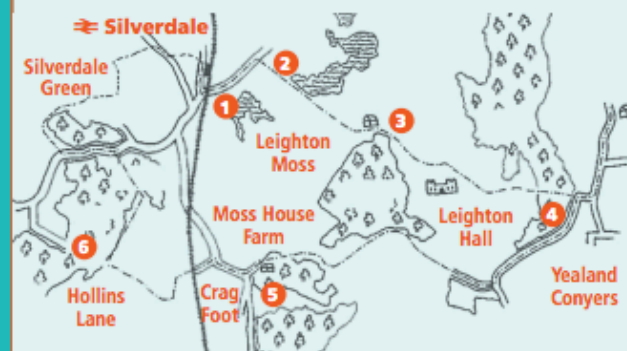 Silverdale
Silverdale
Green
2
1
3
Leighton
Moss
Moss House
Farm
Leighton
Hall
4
6
Yealand
Conyers
Hollins
Lane
Crag
Foot
5